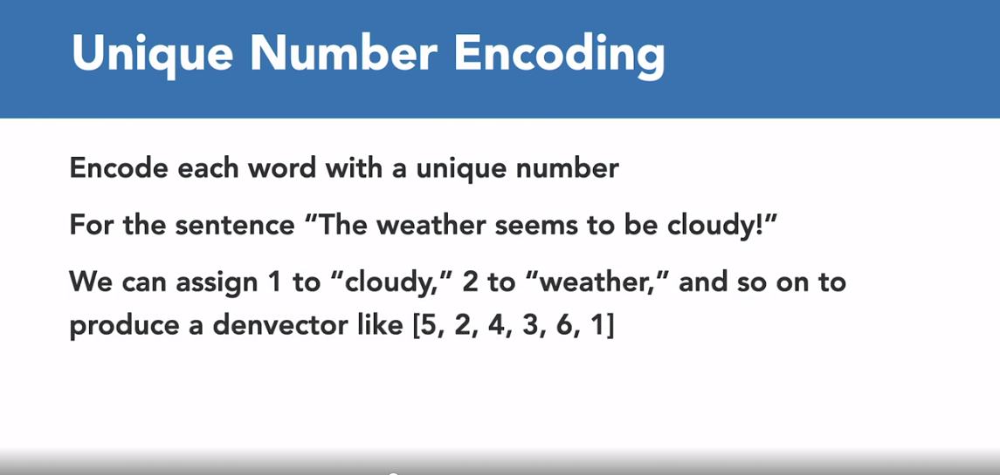 Unique Number Encoding
Encode each word with a unique number
For the sentence “The weather seems to be cloudy!”
We can assign 1 to “cloudy,” 2 to “weather,” and so on to
produce a denvector like [5, 2, 4, 3, 6, 1]